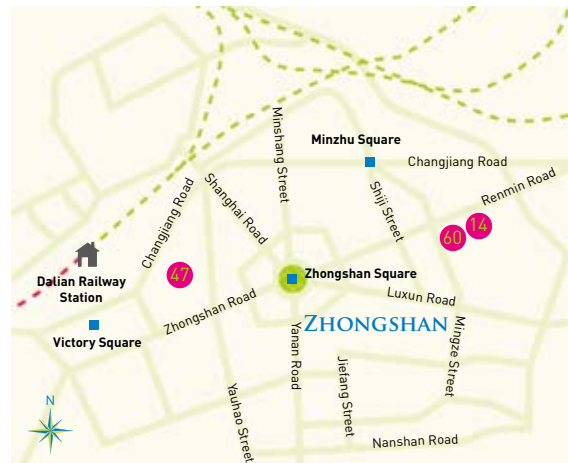 Minshang Street
Minzhu Square
Changjiang Road
Renmin Road
Shiji Street
Shanghai Road
Changjiang Road
60
14
47
Dalian Railway
Station
Zhongshan Square
Luxun Road
Zhongshan Road
ZHONGSHAN
Victory Square
Yanan Road
Mingze Street
Jiefang Street
Yauhao Street
Nanshan Road
N